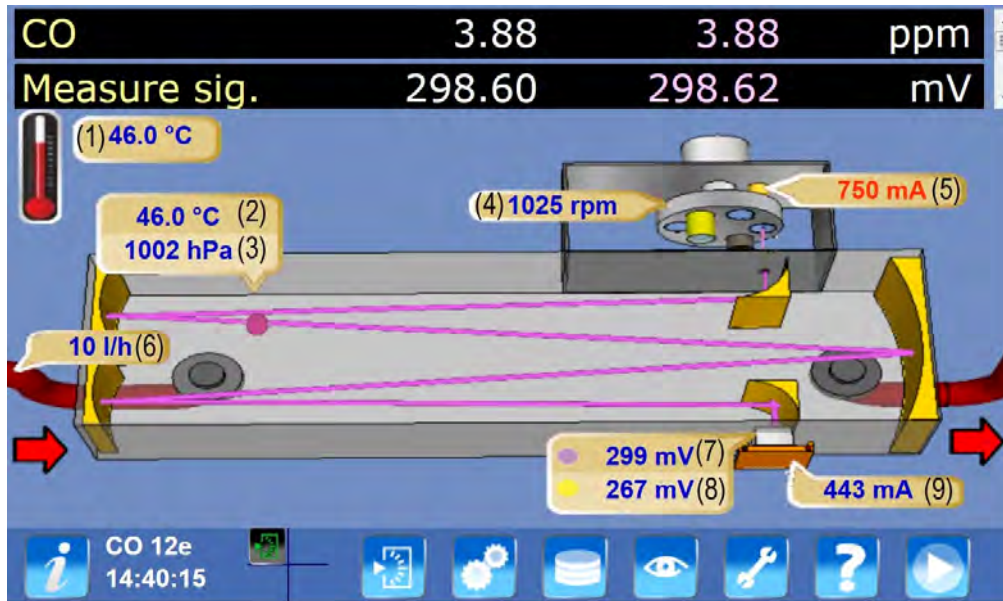 CO 3.88 3.88 ppm
Measure sig. 298.60 298.62 mV
(1) 46.0 °C
46.0 °C (2)
1002 hPa (3)
(4) 1025 rpm
750 mA (5)
10 l/h (6)
299 mV (7)
267 mV (8)
443 mA (9)
i
CO 12e
14:40:15
?